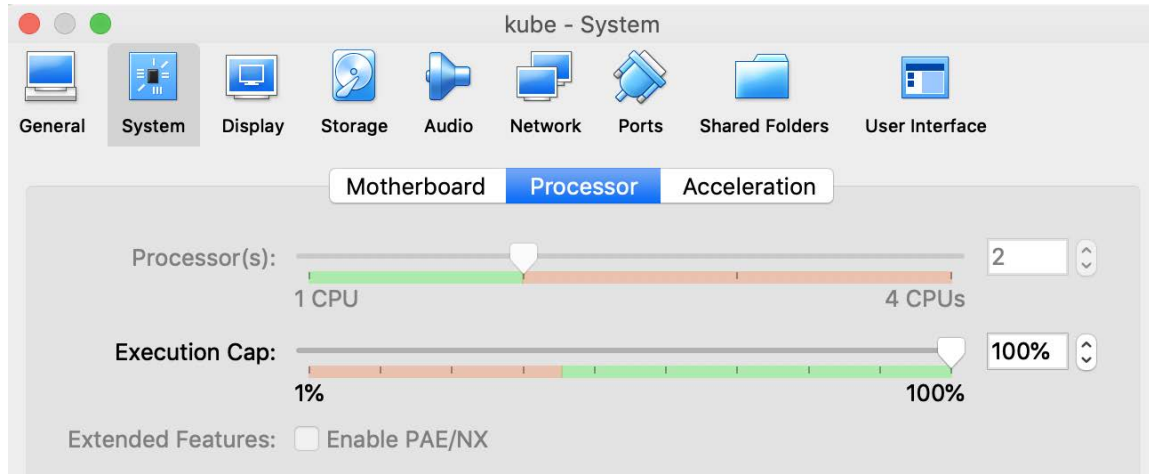 kube - System
General System Display Storage Audio Network Ports Shared Folders User Interface
Motherboard Processor Acceleration
Processor(s): 2
1 CPU 4 CPUs
Execution Cap: 100%
1% 100%
Extended Features: Enable PAE/NX